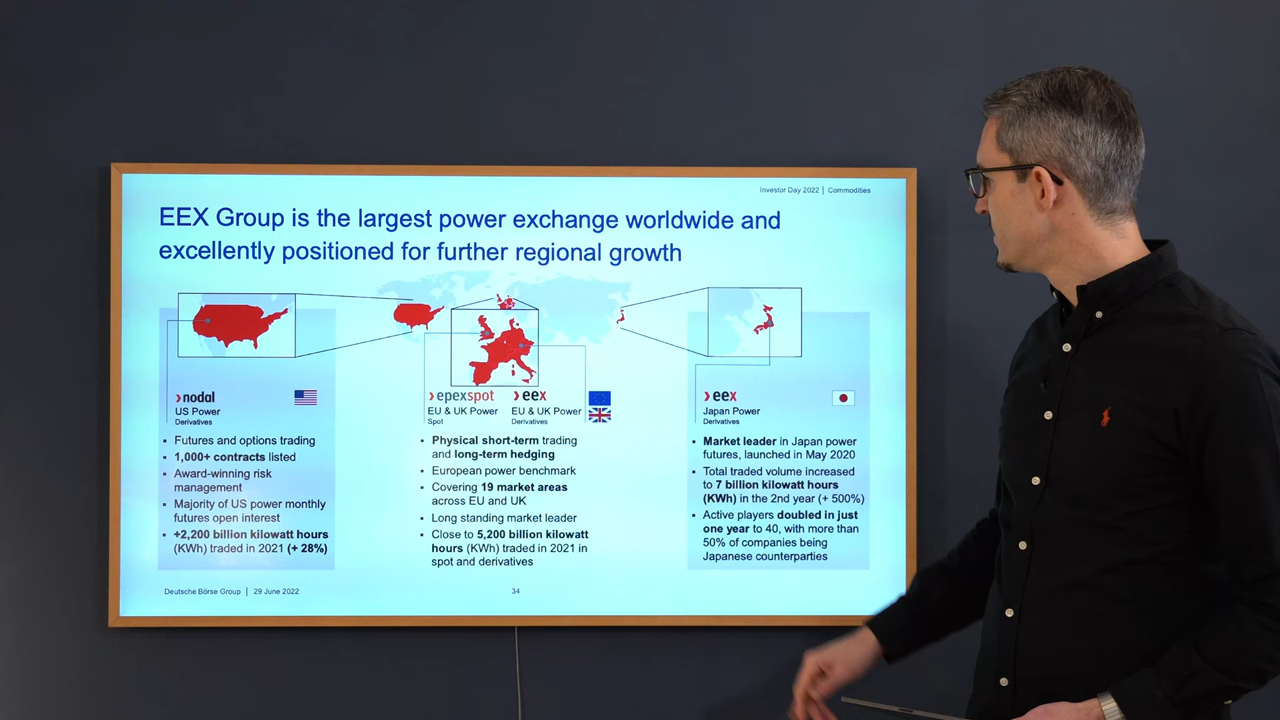 Investor Day 2022 | Commodities
EEX Group is the largest power exchange worldwide and
excellently positioned for further regional growth
nodal
US Power
Derivatives
• Futures and options trading
• 1,000+ contracts listed
• Award-winning risk
management
• Majority of US power monthly
futures open interest
• +2,200 billion kilowatt hours
(KWh) traded in 2021 (+ 28%)
epexspot
EU & UK Power
Spot
eex
EU & UK Power
Derivatives
• Physical short-term trading
and long-term hedging
• European power benchmark
• Covering 19 market areas
across EU and UK
• Long standing market leader
• Close to 5,200 billion kilowatt
hours (KWh) traded in 2021 in
spot and derivatives
eex
Japan Power
Derivatives
• Market leader in Japan power
futures, launched in May 2020
• Total traded volume increased
to 7 billion kilowatt hours
(KWh) in the 2nd year (+ 500%)
• Active players doubled in just
one year to 40, with more than
50% of companies being
Japanese counterparties
Deutsche Börse Group | 29 June 2022
34